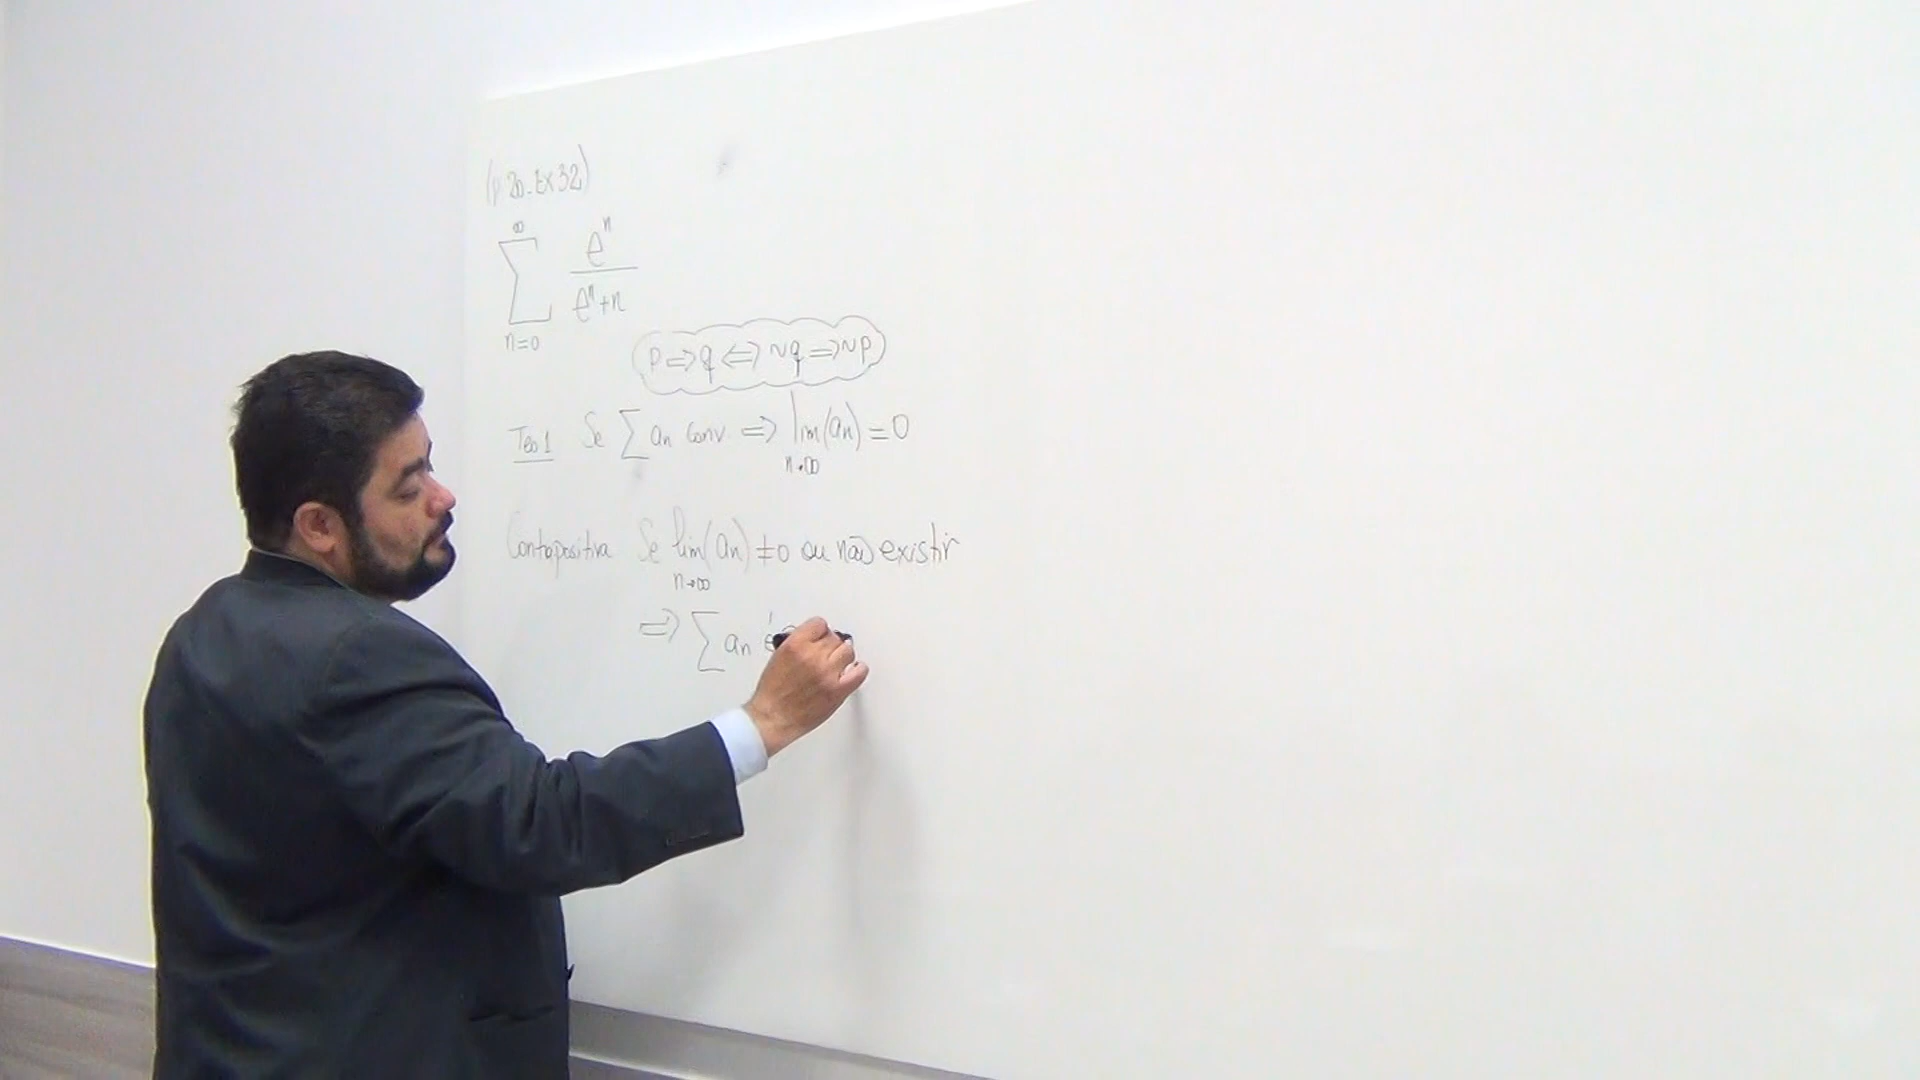 (p 20 - Ex 32)
∞
∑ eⁿ / (eⁿ + n)
n=0
p ⇒ q ⇔ ~q ⇒ ~p
Teo 1 Se ∑ an conv. ⇒ lim (an) = 0
n→∞
Contrapositiva Se lim (an) ≠ 0 ou não existir
n→∞
⇒ ∑ an é